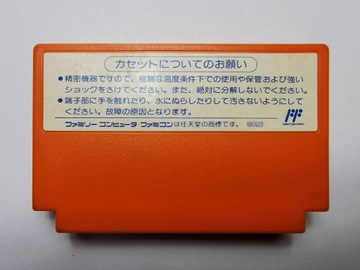 カセットについてのお願い
●精密機器ですので、極端な温度条件下での使用や保管および強い
ショックをさけてください。また、絶対に分解しないでください。
●端子部に手を触れたり、水にぬらしたりして汚さないようにして
ください。故障の原因となります。
ファミリーコンピュータ ファミコンは任天堂の商標です。 880920